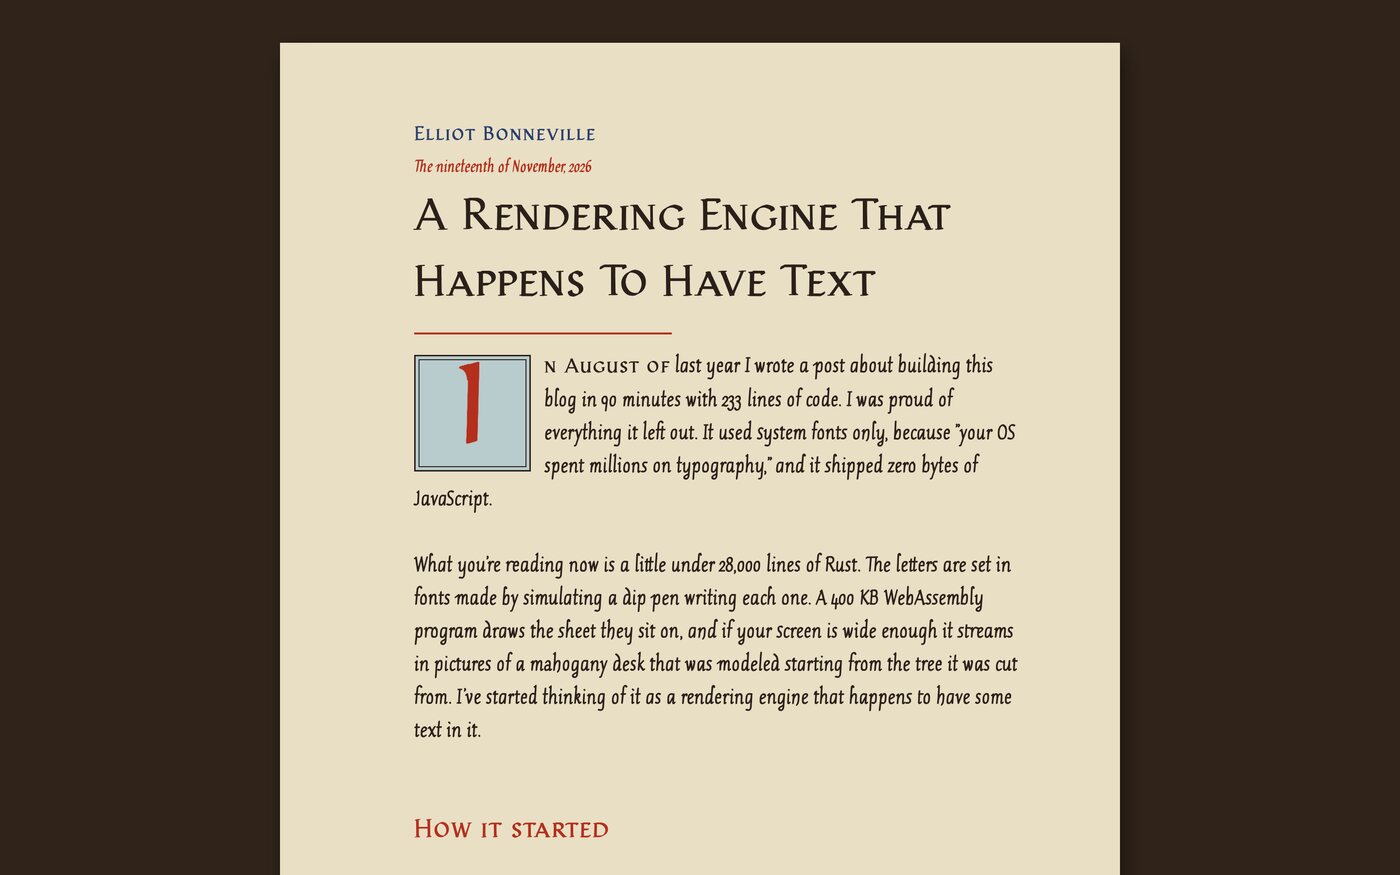 Elliot Bonneville
The nineteenth of November, 2026
A Rendering Engine That
Happens To Have Text
In August of last year I wrote a post about building this
blog in 90 minutes with 233 lines of code. I was proud of
everything it left out. It used system fonts only, because "your OS
spent millions on typography," and it shipped zero bytes of
JavaScript.
What you're reading now is a little under 28,000 lines of Rust. The letters are set in
fonts made by simulating a dip pen writing each one. A 400 KB WebAssembly
program draws the sheet they sit on, and if your screen is wide enough it streams
in pictures of a mahogany desk that was modeled starting from the tree it was cut
from. I've started thinking of it as a rendering engine that happens to have some
text in it.
How it started